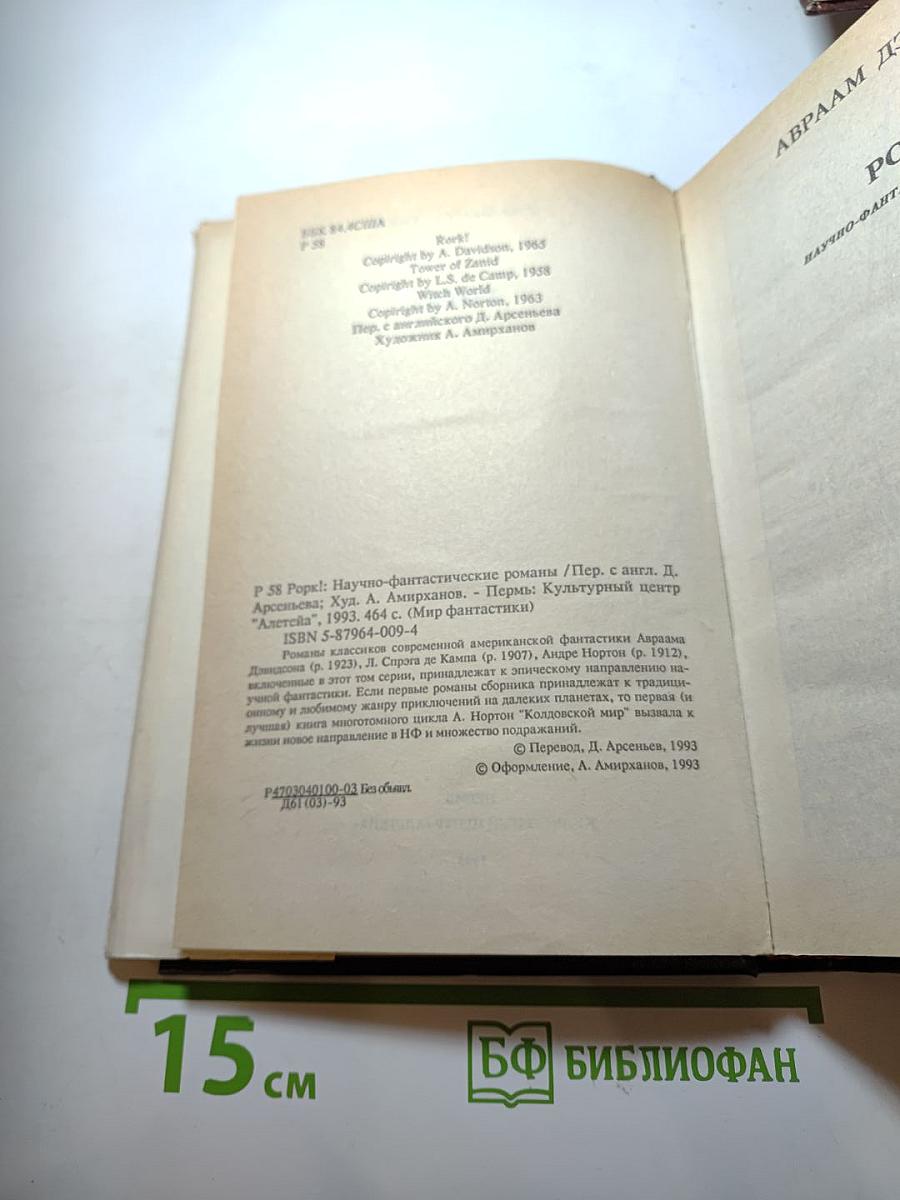 ББК 84.4США
Р 58
Rork!
Copiright by A. Davidson, 1965
Tower of Zanid
Copiright by L.S. de Camp, 1958
Witch World
Copiright by A. Norton, 1963
Пер. с английского Д. Арсеньева
Художник А. Амирханов
Р 58 Рорк!: Научно-фантастические романы /Пер. с англ. Д.
Арсеньева; Худ. А. Амирханов. - Пермь: Культурный центр
"Алетейа", 1993. 464 с. (Мир фантастики)
ISBN 5-87964-009-4
Романы классиков современной американской фантастики Авраама
Дэвидсона (р. 1923), Л. Спрэга де Кампа (р. 1907), Андре Нортон (р. 1912),
включенные в этот том серии, принадлежат к эпическому направлению на-
учной фантастики. Если первые романы сборника принадлежат к традици-
онному и любимому жанру приключений на далеких планетах, то первая (и
лучшая) книга многотомного цикла А. Нортон "Колдовской мир" вызвала к
жизни новое направление в НФ и множество подражаний.
© Перевод, Д. Арсеньев, 1993
© Оформление, А. Амирханов, 1993
Р4703040100-03 Без объявл.
Д61(03)-93
АВРААМ ДЭ
РО
НАУЧНО-ФАНТ
15 см
БФ БИБЛИОФАН